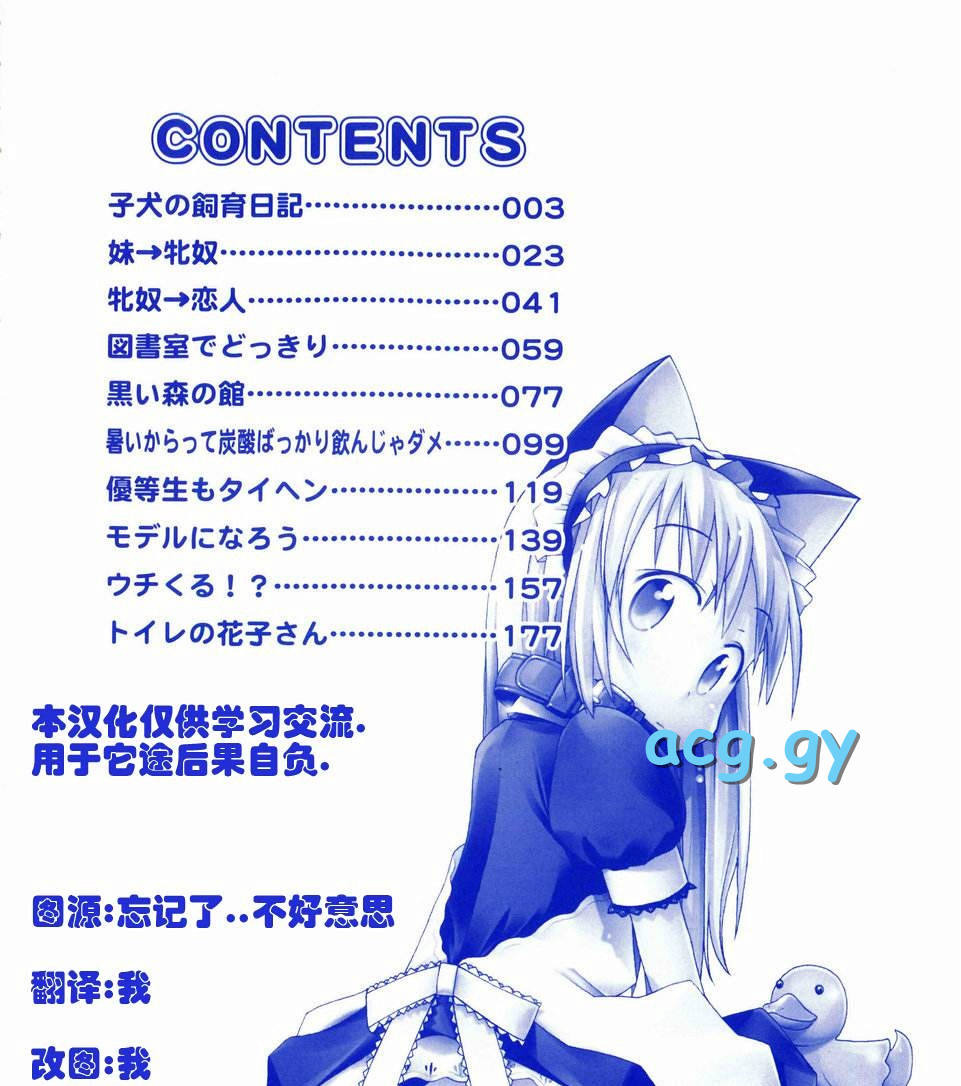 CONTENTS
子犬の飼育日記…………………003
妹→牝奴…………………………023
牝奴→恋人………………………041
図書室でどっきり………………059
黒い森の館………………………077
暑いからって炭酸ばっかり飲んじゃダメ……099
優等生もタイヘン………………119
モデルになろう…………………139
ウチくる！？……………………157
トイレの花子さん………………177
本汉化仅供学习交流.
用于它途后果自负.
acg.gy
图源:忘记了..不好意思
翻译:我
改图:我